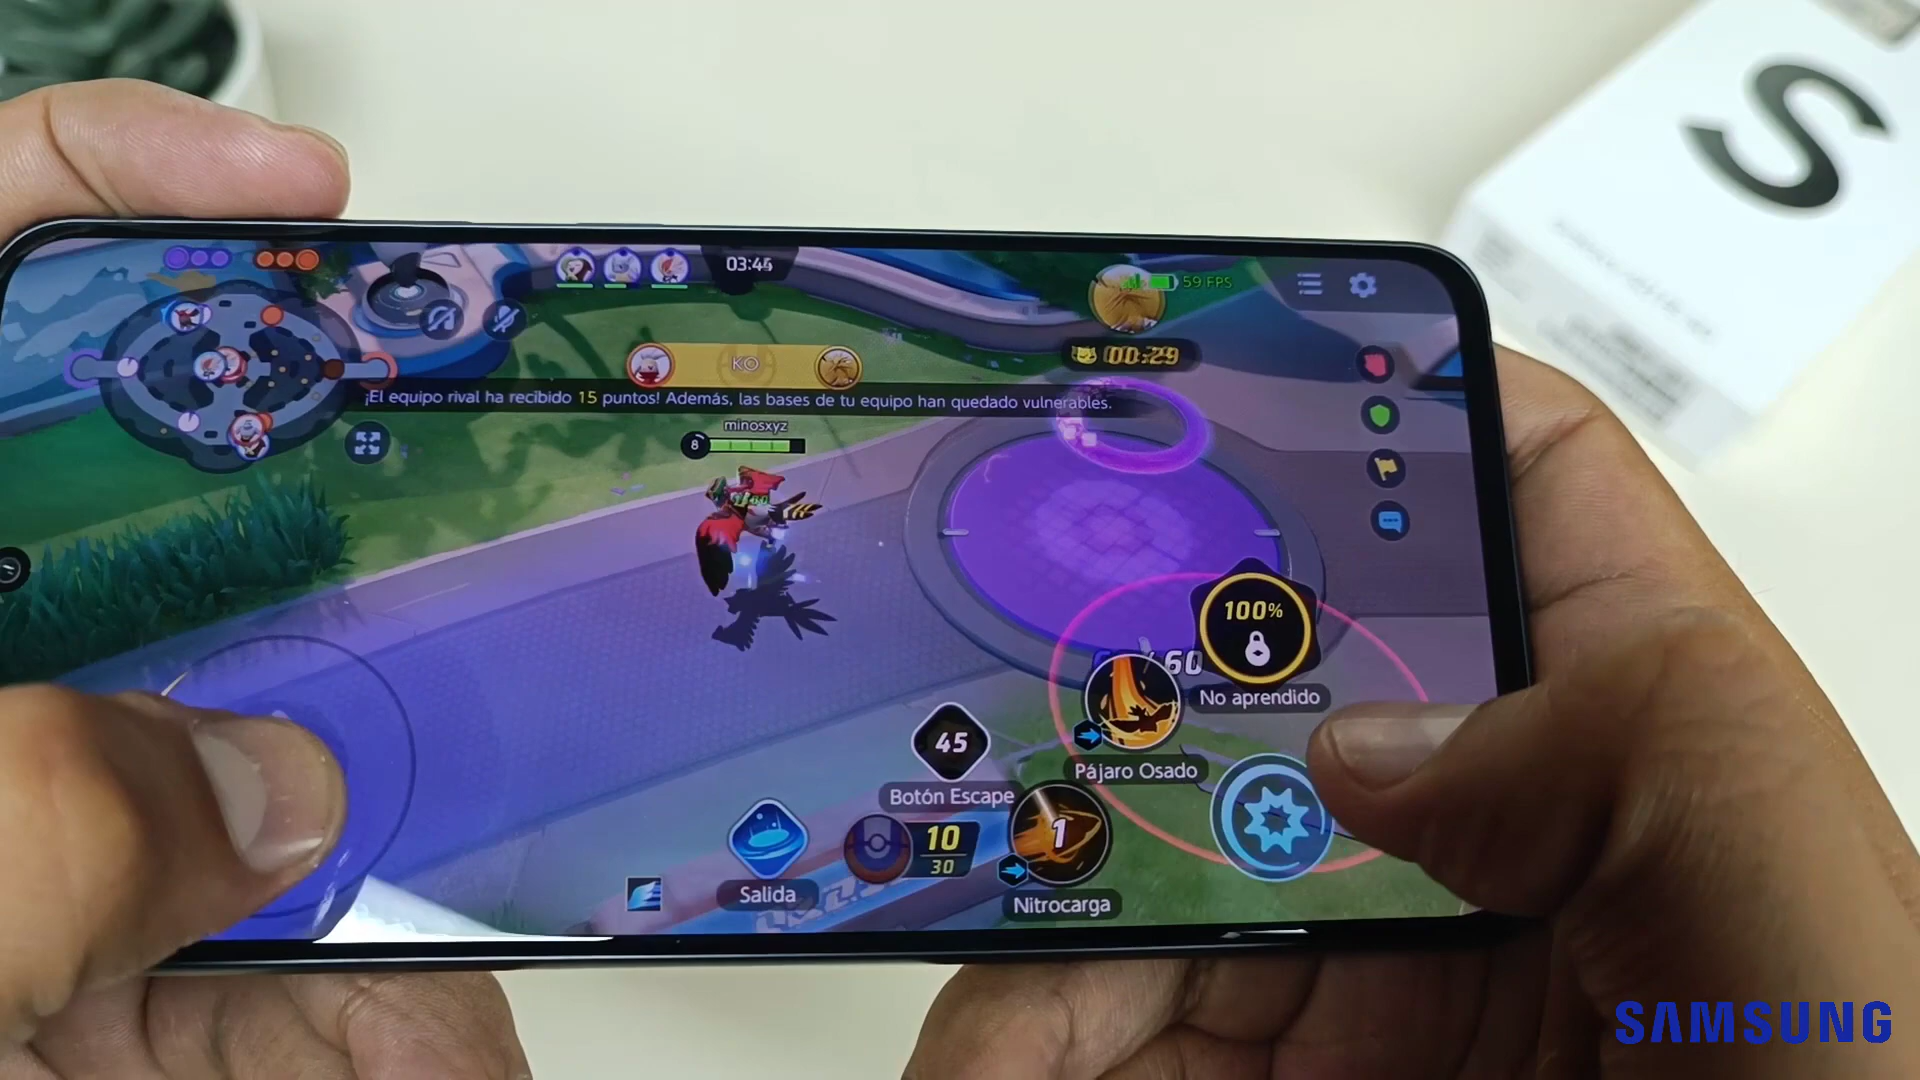 S
03:45
59 FPS
KO
00:29
¡El equipo rival ha recibido 15 puntos! Además, las bases de tu equipo han quedado vulnerables.
minosxyz
8
100%
/ 60
No aprendido
45
Pájaro Osado
Botón Escape
10
30
1
Salida
Nitrocarga
SAMSUNG